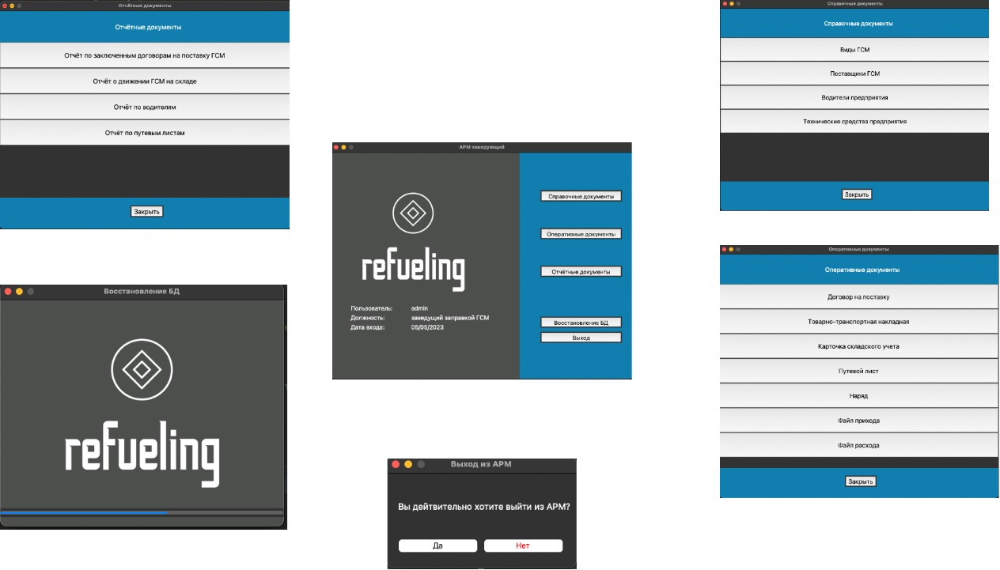 Отчётные документы
Отчётные документы
Отчёт по заключенным договорам на поставку ГСМ
Отчёт о движении ГСМ на складе
Отчёт по водителям
Отчёт по путевым листам
Закрыть
Справочные документы
Справочные документы
Виды ГСМ
Поставщики ГСМ
Водители предприятия
Технические средства предприятия
Закрыть
АРМ заведующий
refueling
Пользователь: admin
Должность: заведущий заправкой ГСМ
Дата входа: 05/05/2023
Справочные документы
Оперативные документы
Отчётные документы
Восстановление БД
Выход
Восстановление БД
refueling
Оперативные документы
Оперативные документы
Договор на поставку
Товарно-транспортная накладная
Карточка складского учета
Путевой лист
Наряд
Файл прихода
Файл расхода
Закрыть
Выход из АРМ
Вы дейтвительно хотите выйти из АРМ?
Да
Нет